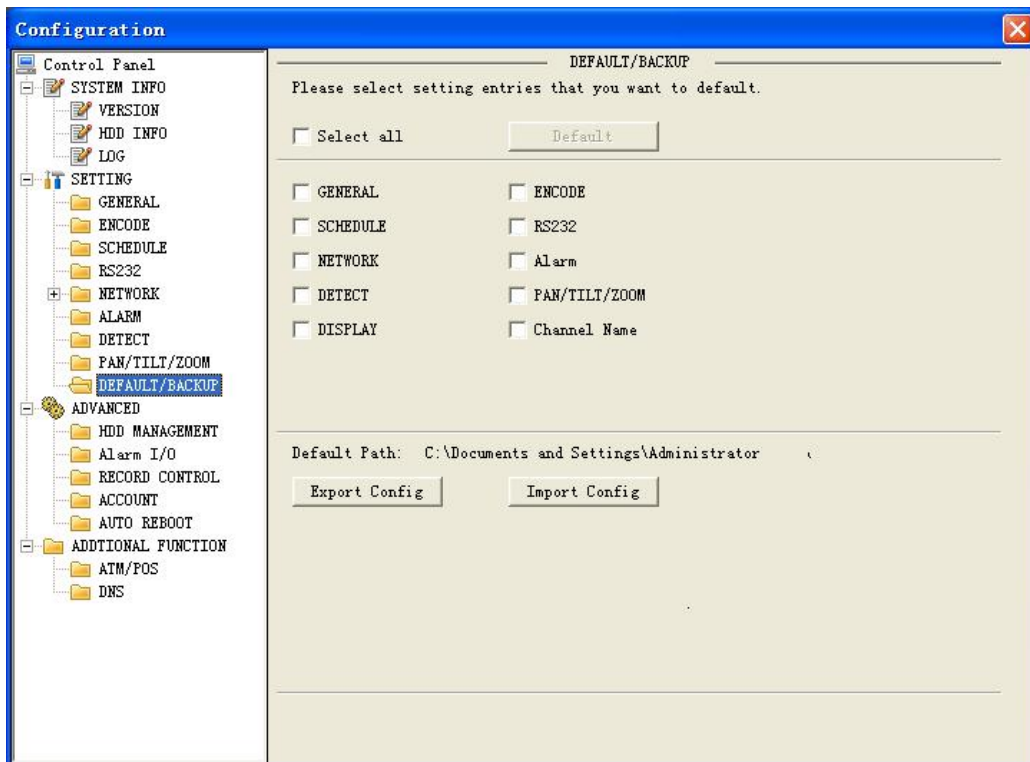 Configuration
Control Panel
SYSTEM INFO
VERSION
HDD INFO
LOG
SETTING
GENERAL
ENCODE
SCHEDULE
RS232
NETWORK
ALARM
DETECT
PAN/TILT/ZOOM
DEFAULT/BACKUP
ADVANCED
HDD MANAGEMENT
Alarm I/O
RECORD CONTROL
ACCOUNT
AUTO REBOOT
ADDTIONAL FUNCTION
ATM/POS
DNS
DEFAULT/BACKUP
Please select setting entries that you want to default.
Select all Default
GENERAL ENCODE
SCHEDULE RS232
NETWORK Alarm
DETECT PAN/TILT/ZOOM
DISPLAY Channel Name
Default Path: C:\Documents and Settings\Administrator
Export Config Import Config